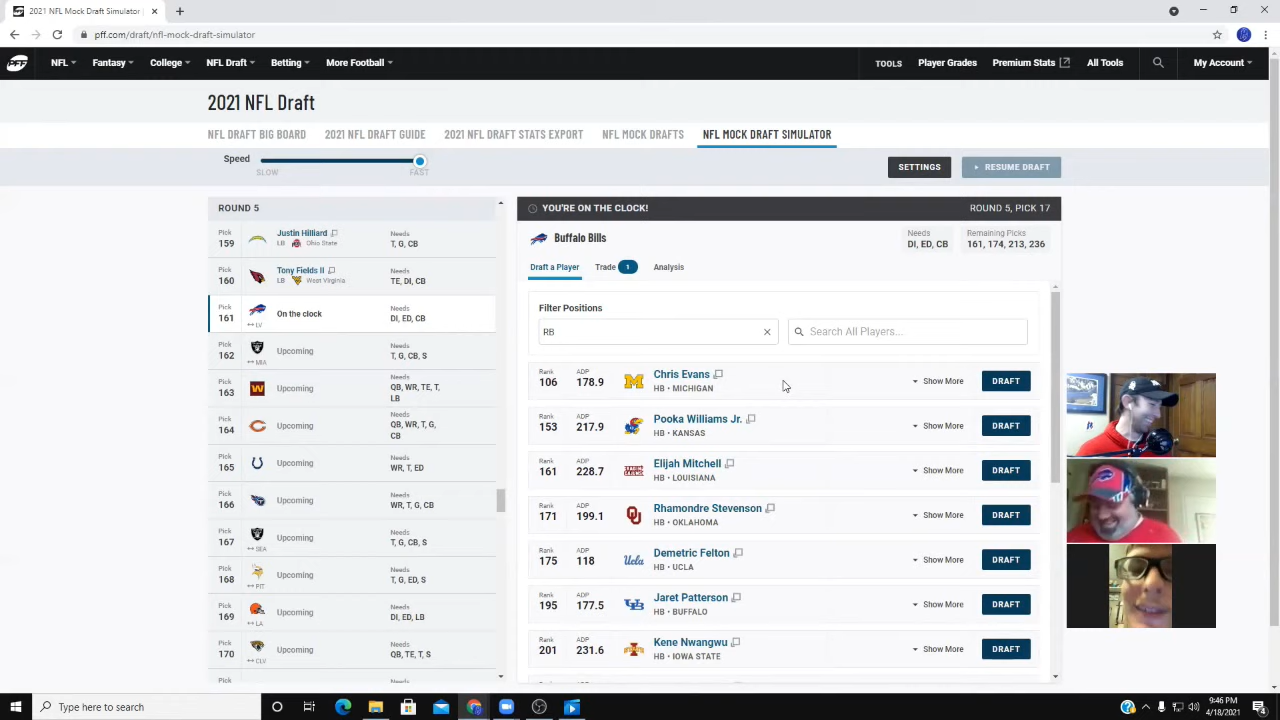 2021 NFL Mock Draft Simulator |
pff.com/draft/nfl-mock-draft-simulator
PFF NFL Fantasy College NFL Draft Betting More Football TOOLS Player Grades Premium Stats All Tools My Account
2021 NFL Draft
NFL DRAFT BIG BOARD 2021 NFL DRAFT GUIDE 2021 NFL DRAFT STATS EXPORT NFL MOCK DRAFTS NFL MOCK DRAFT SIMULATOR
Speed
SLOW FAST
SETTINGS RESUME DRAFT
ROUND 5
Pick 159 Justin Hilliard Needs
LB Ohio State T, G, CB
Pick 160 Tony Fields II Needs
LB West Virginia TE, DI, CB
Pick 161 On the clock Needs
LV DI, ED, CB
Pick 162 Upcoming Needs
MIA T, G, CB, S
Pick 163 Upcoming Needs
QB, WR, TE, T, LB
Pick 164 Upcoming Needs
QB, WR, T, G, CB
Pick 165 Upcoming Needs
WR, T, ED
Pick 166 Upcoming Needs
WR, T, G, CB
Pick 167 Upcoming Needs
SEA T, G, CB, S
Pick 168 Upcoming Needs
PIT T, G, ED, S
Pick 169 Upcoming Needs
LA DI, ED, LB
Pick 170 Upcoming Needs
CLV QB, TE, T, S
Pick Needs
YOU'RE ON THE CLOCK! ROUND 5, PICK 17
Buffalo Bills
Needs
DI, ED, CB
Remaining Picks
161, 174, 213, 236
Draft a Player Trade 1 Analysis
Filter Positions
RB Search All Players...
Rank 106 ADP 178.9 Chris Evans Show More DRAFT
HB • MICHIGAN
Rank 153 ADP 217.9 Pooka Williams Jr. Show More DRAFT
HB • KANSAS
Rank 161 ADP 228.7 Elijah Mitchell Show More DRAFT
HB • LOUISIANA
Rank 171 ADP 199.1 Rhamondre Stevenson Show More DRAFT
HB • OKLAHOMA
Rank 175 ADP 118 Ucla Demetric Felton Show More DRAFT
HB • UCLA
Rank 195 ADP 177.5 Jaret Patterson Show More DRAFT
HB • BUFFALO
Rank 201 ADP 231.6 Kene Nwangwu Show More DRAFT
HB • IOWA STATE
Type here to search
9:46 PM
4/18/2021